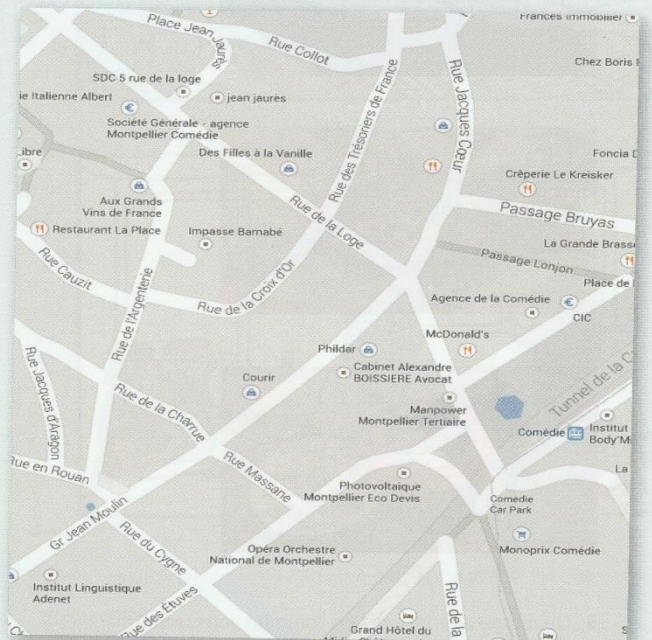 Place Jean Jaurès
Frances Immobilier
Rue Collot
Chez Boris
SDC 5 rue de la loge
ie Italienne Albert
jean jaurès
Rue des Trésoriers de France
Rue Jacques Cœur
Société Générale - agence
Montpellier Comédie
Libre
Des Filles à la Vanille
Foncia
Crêperie Le Kreisker
Aux Grands
Vins de France
Rue de la Loge
Passage Bruyas
Restaurant La Place
Impasse Barnabé
La Grande Brasse
Passage Lonjon
Rue Cauzit
Rue de la Croix d'Or
Place de
Agence de la Comédie
CIC
Rue de l'Argenterie
McDonald's
Phildar
Cabinet Alexandre
BOISSIERE Avocat
Rue Jacques d'Aragon
Courir
Tunnel de la C
Rue de la Charrue
Manpower
Montpellier Tertiaire
Comédie
Institut
Body'M
Rue en Rouan
Rue Massane
La
Photovoltaique
Montpellier Eco Devis
Comedie
Car Park
Gr Jean Moulin
Rue du Cygne
Opéra Orchestre
National de Montpellier
Monoprix Comédie
Institut Linguistique
Adenet
Rue des Étuves
Rue de la
Grand Hôtel du